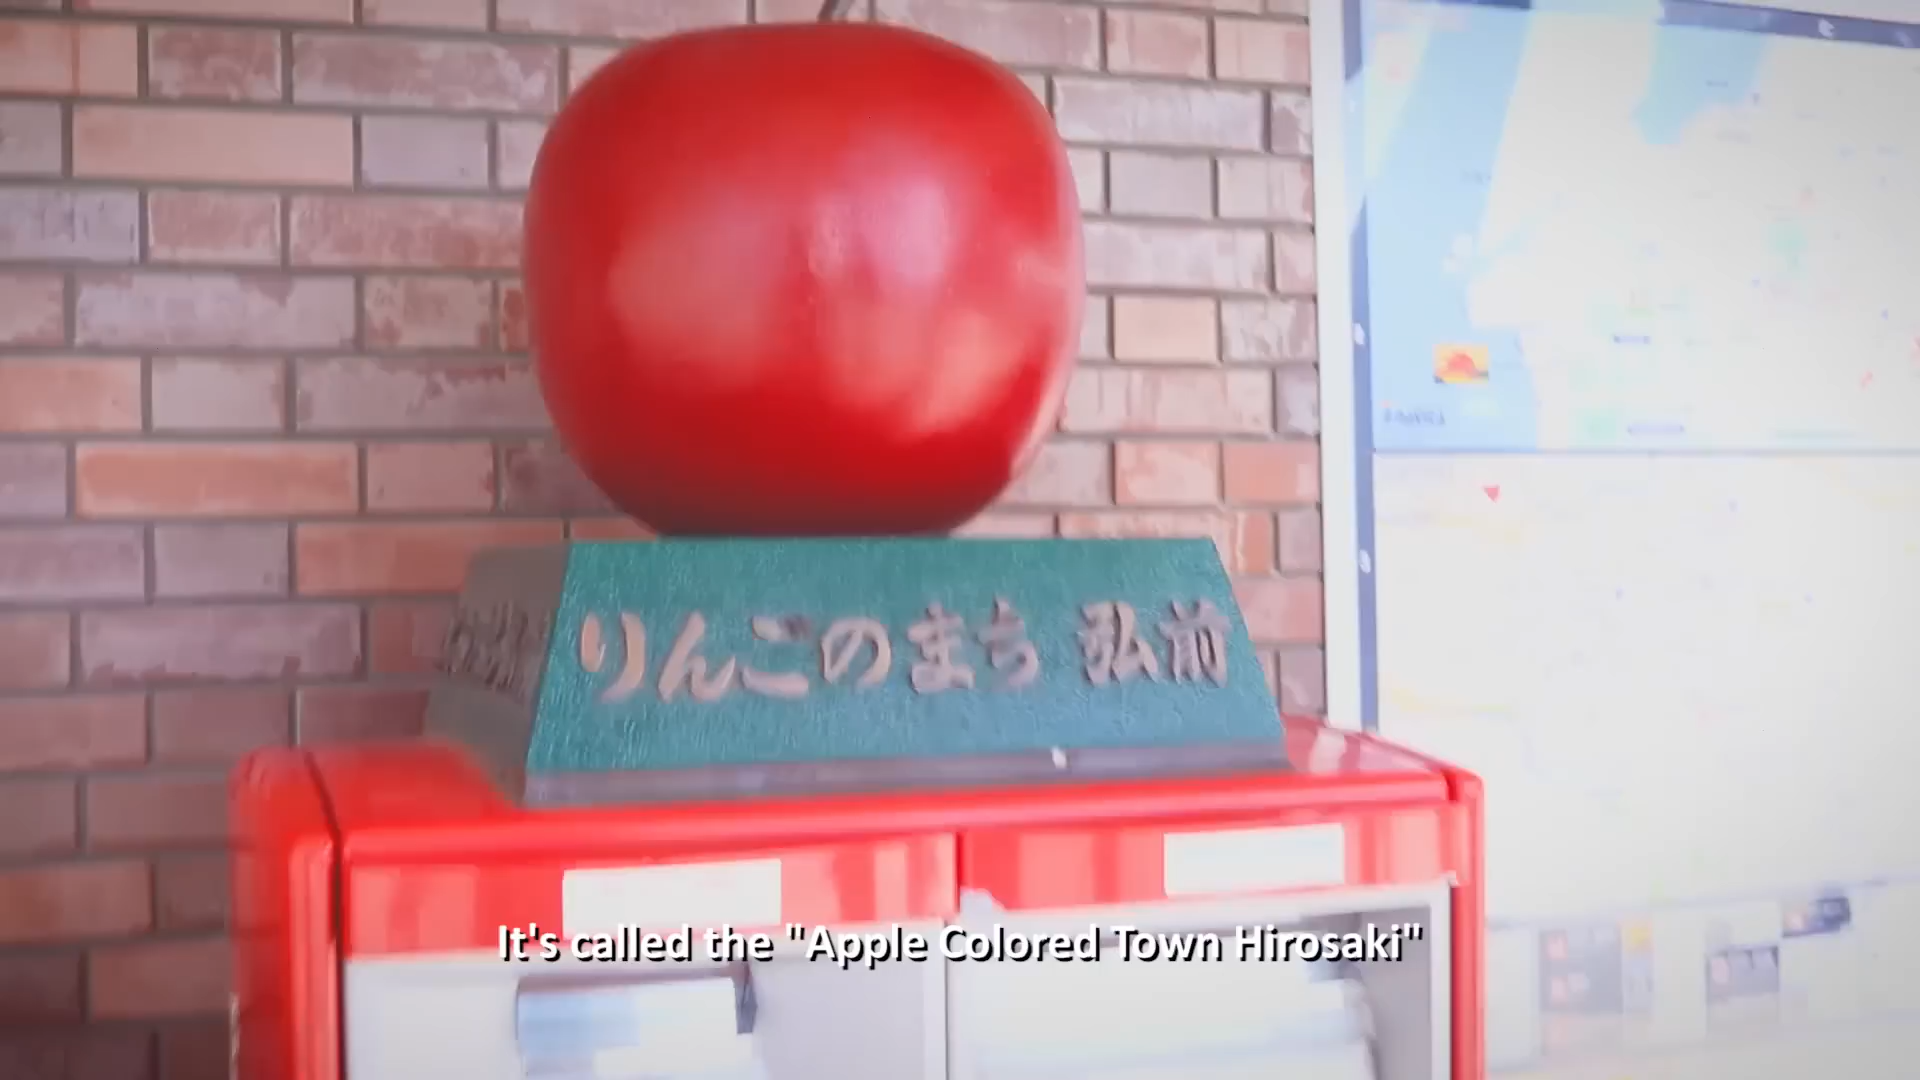 りんごのまち 弘前
It's called the "Apple Colored Town Hirosaki"